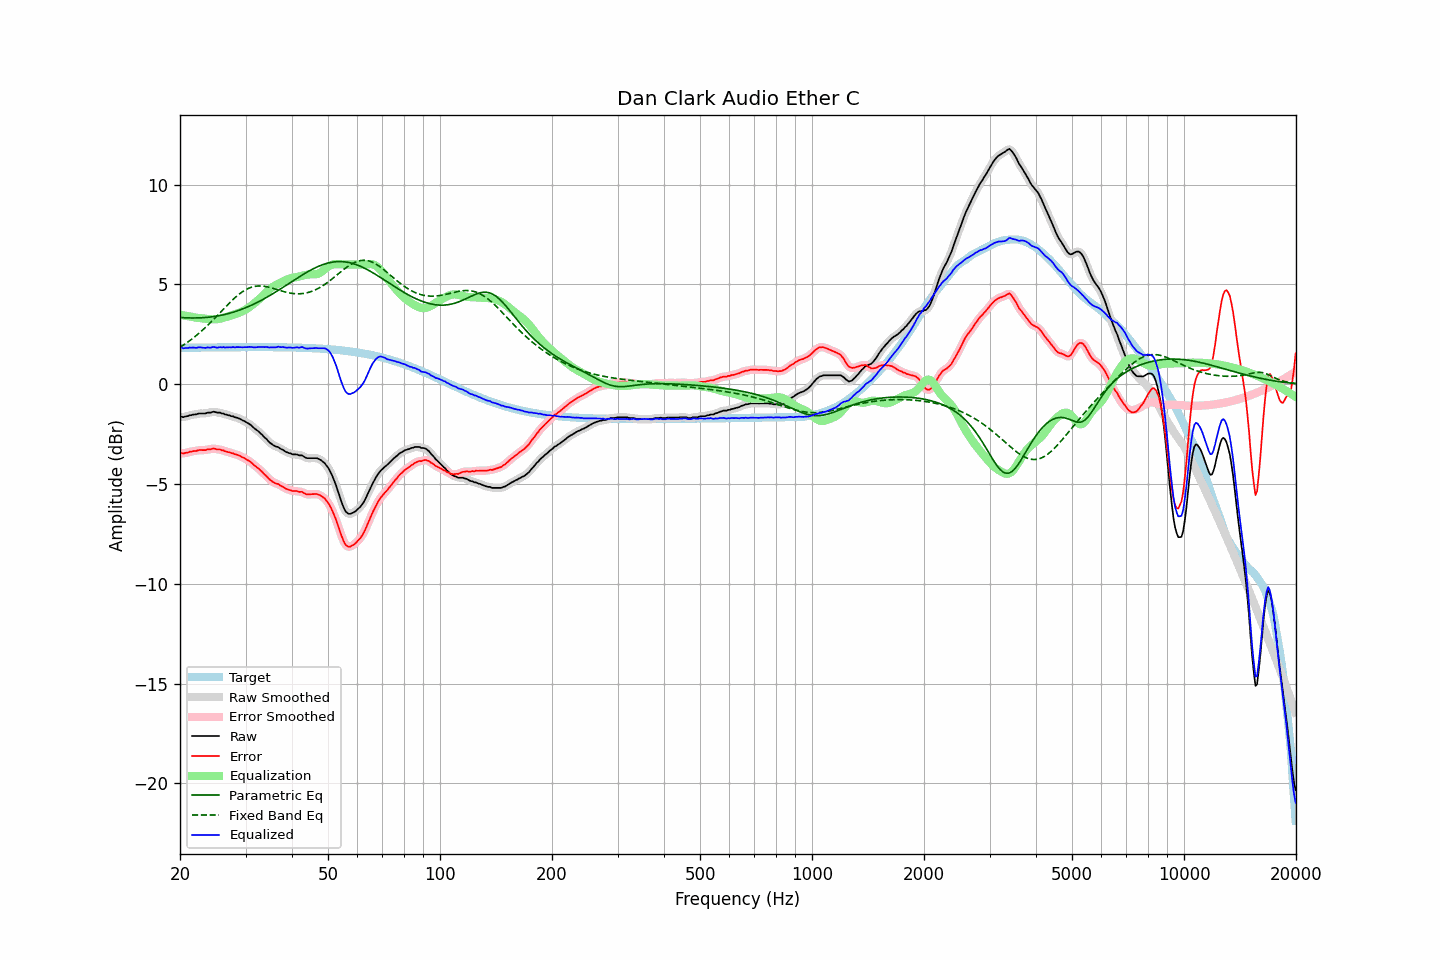 Dan Clark Audio Ether C
Amplitude (dBr)
10
5
0
−5
−10
−15
−20
Target
Raw Smoothed
Error Smoothed
Raw
Error
Equalization
Parametric Eq
Fixed Band Eq
Equalized
20
50
100
200
500
1000
2000
5000
10000
20000
Frequency (Hz)